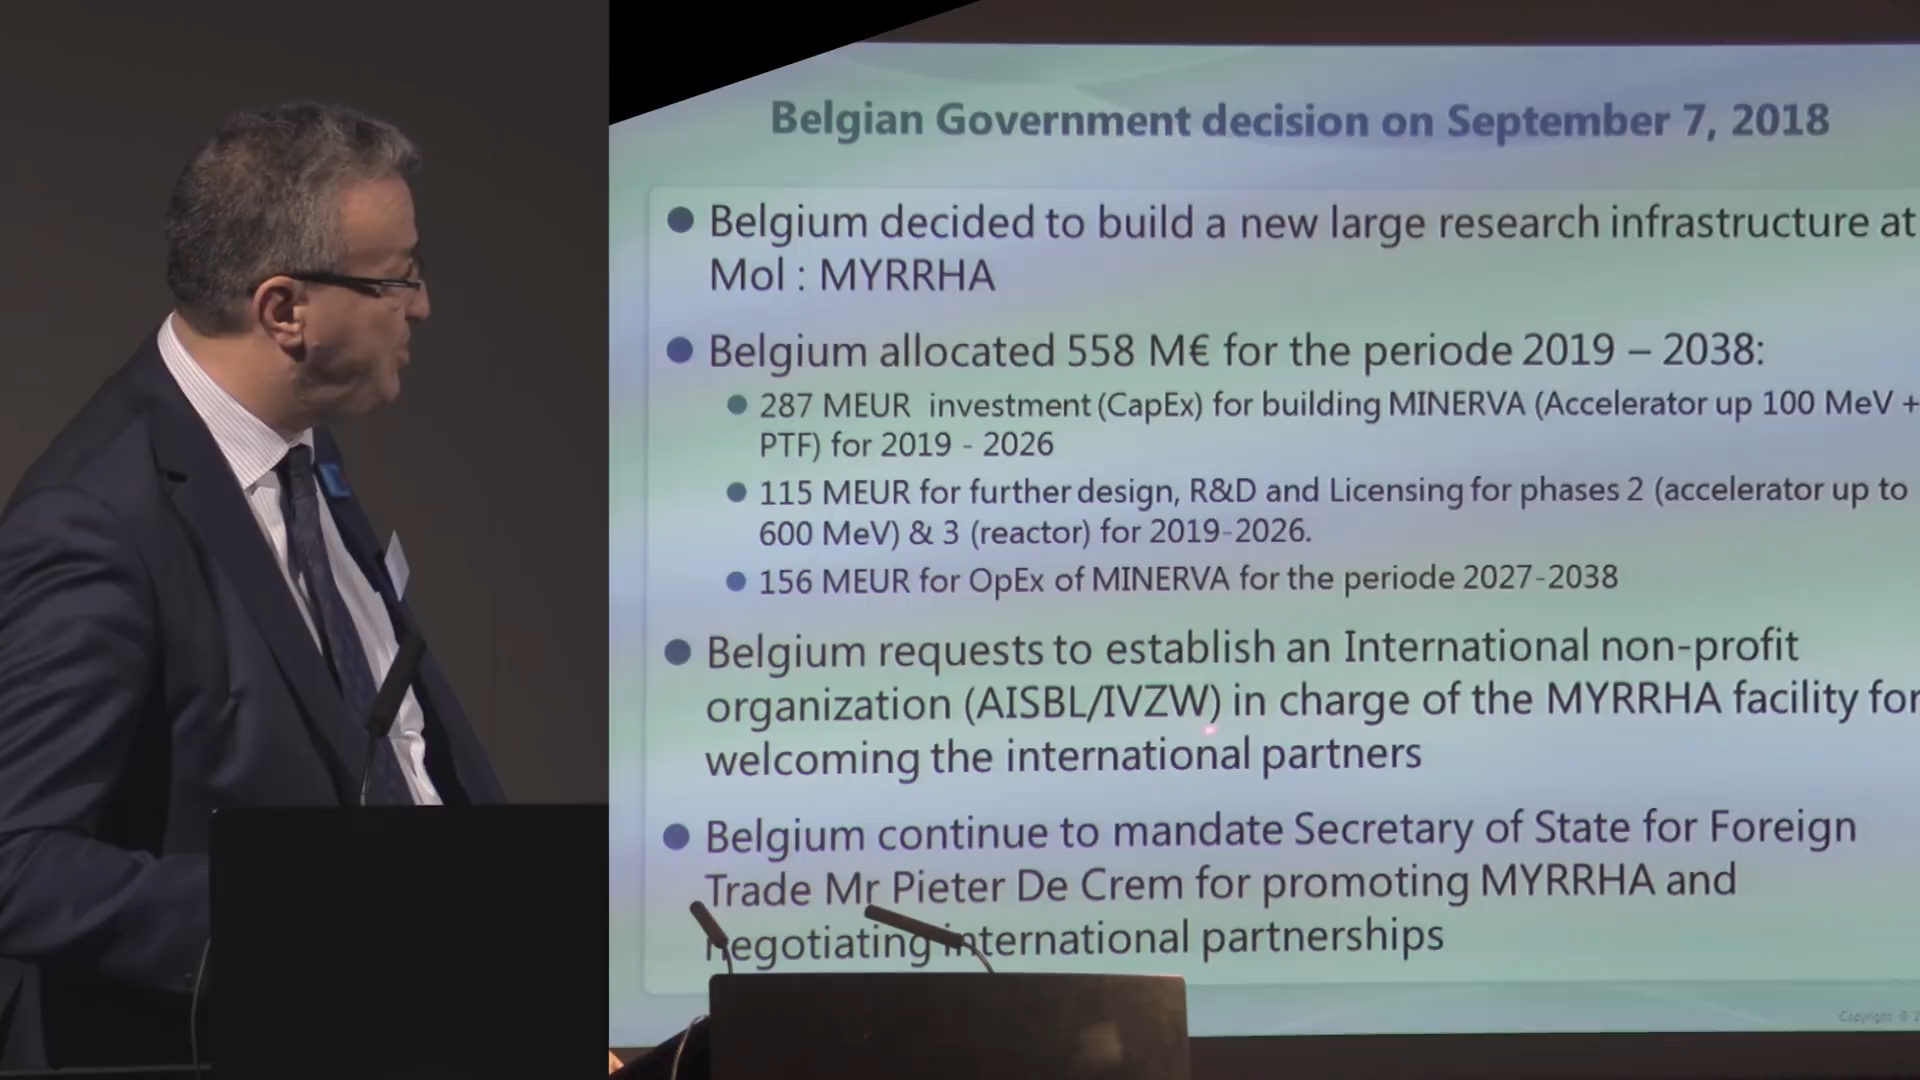 Belgian Government decision on September 7, 2018
Belgium decided to build a new large research infrastructure at
Mol : MYRRHA
Belgium allocated 558 M€ for the periode 2019 – 2038:
287 MEUR investment (CapEx) for building MINERVA (Accelerator up 100 MeV +
PTF) for 2019 - 2026
115 MEUR for further design, R&D and Licensing for phases 2 (accelerator up to
600 MeV) & 3 (reactor) for 2019-2026.
156 MEUR for OpEx of MINERVA for the periode 2027-2038
Belgium requests to establish an International non-profit
organization (AISBL/IVZW) in charge of the MYRRHA facility for
welcoming the international partners
Belgium continue to mandate Secretary of State for Foreign
Trade Mr Pieter De Crem for promoting MYRRHA and
negotiating international partnerships
Copyright ©